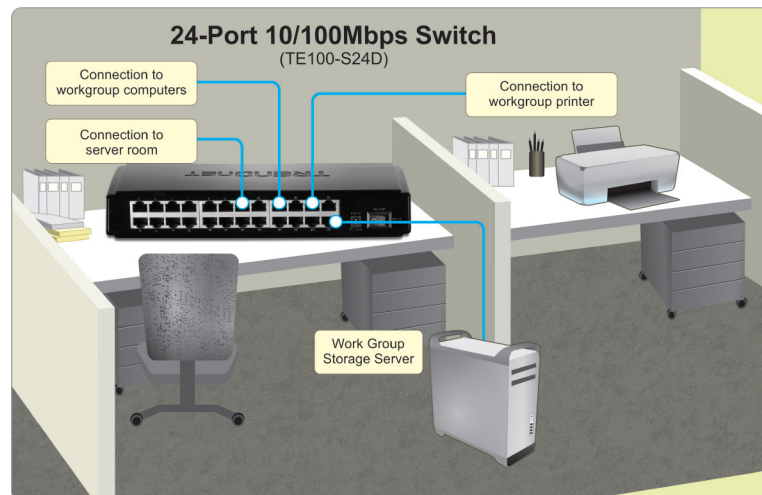 24-Port 10/100Mbps Switch
(TE100-S24D)
Connection to
workgroup computers
Connection to
workgroup printer
Connection to
server room
TRENDNET
Work Group
Storage Server